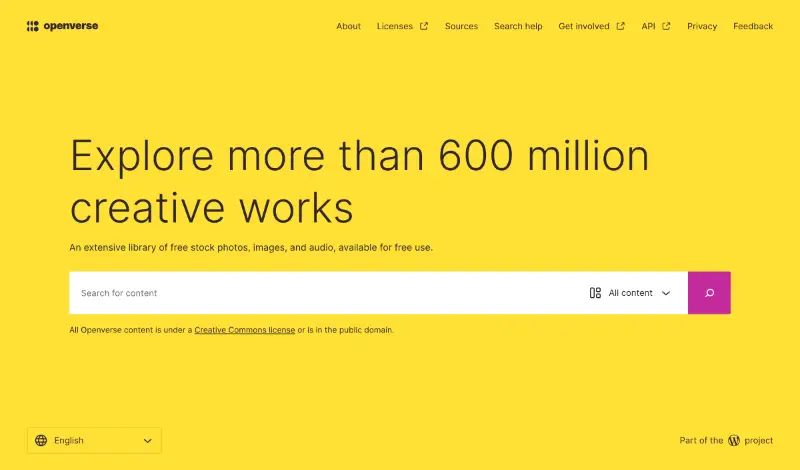 openverse
About Licenses Sources Search help Get involved API Privacy Feedback
Explore more than 600 million
creative works
An extensive library of free stock photos, images, and audio, available for free use.
Search for content All content
All Openverse content is under a Creative Commons license or is in the public domain.
English Part of the W project